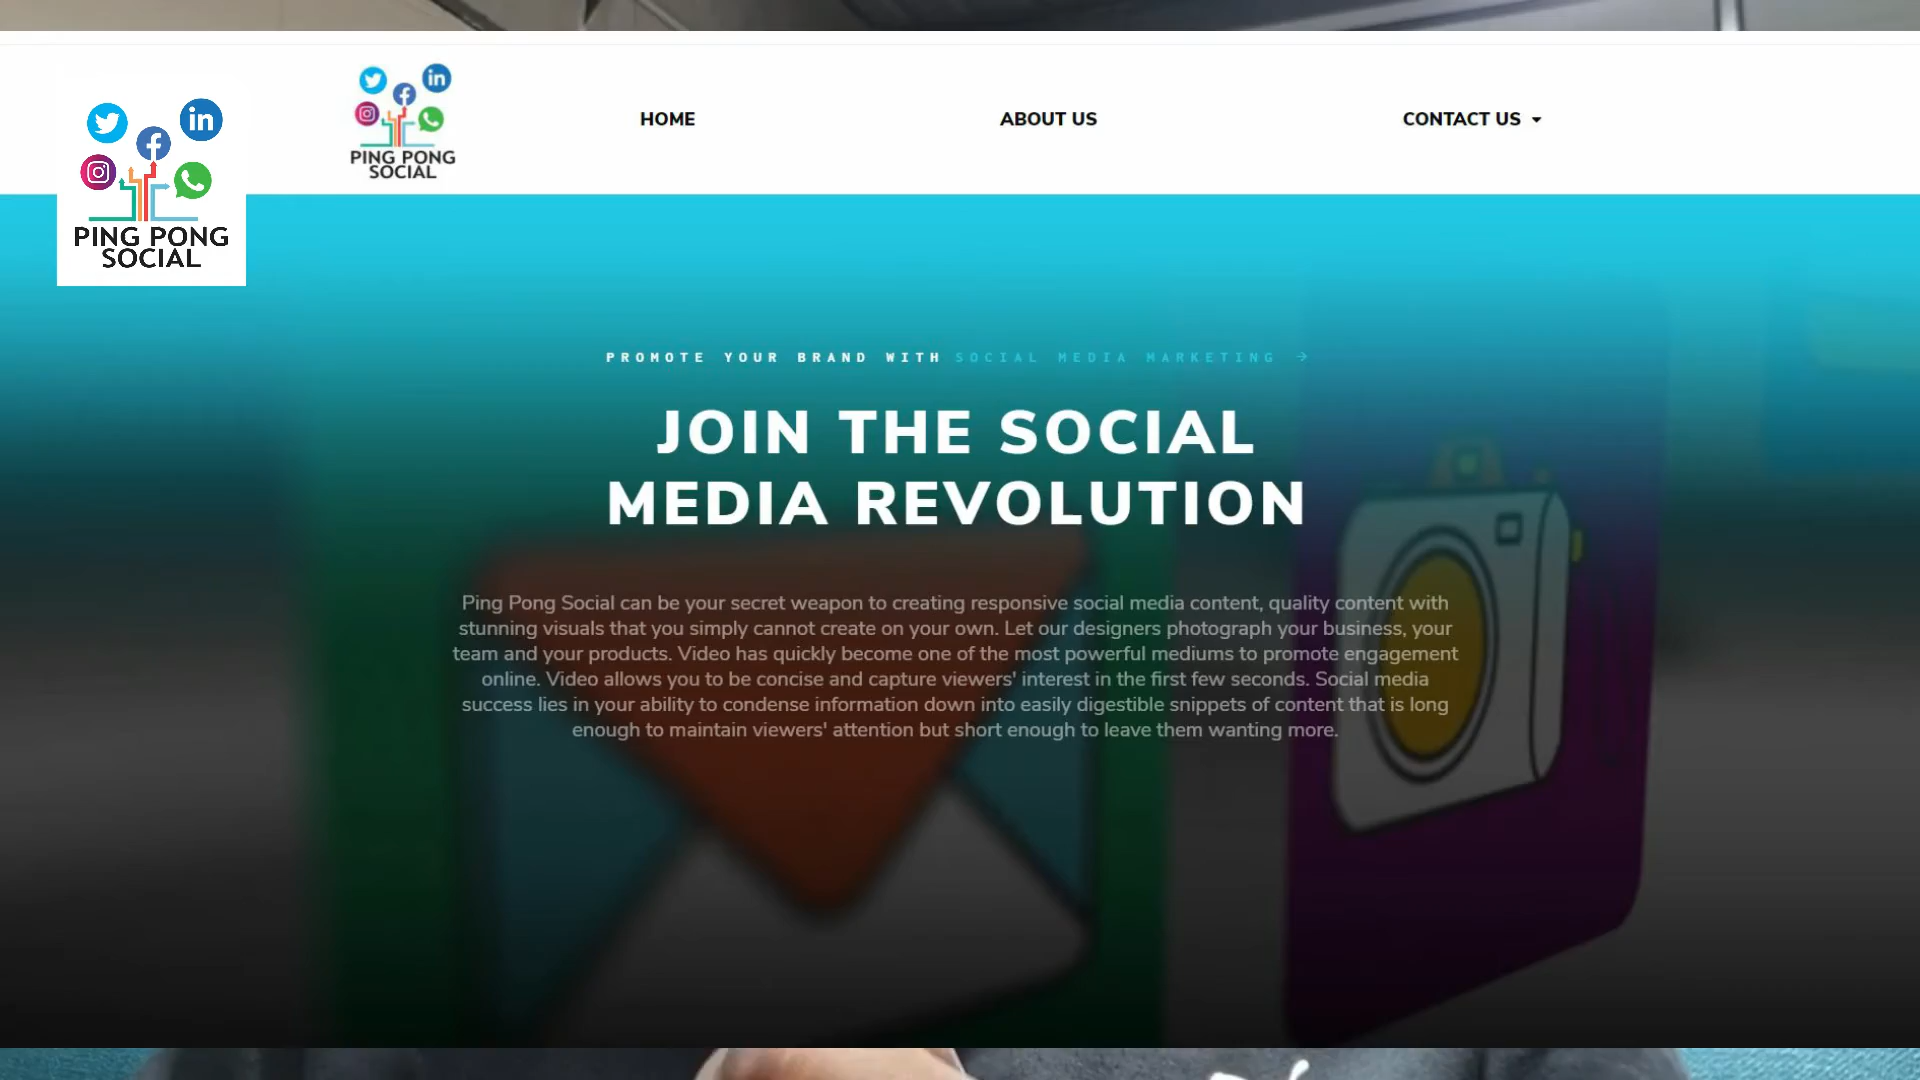 PING PONG
SOCIAL
PING PONG
SOCIAL
HOME
ABOUT US
CONTACT US
PROMOTE YOUR BRAND WITH SOCIAL MEDIA MARKETING →
JOIN THE SOCIAL
MEDIA REVOLUTION
Ping Pong Social can be your secret weapon to creating responsive social media content, quality content with
stunning visuals that you simply cannot create on your own. Let our designers photograph your business, your
team and your products. Video has quickly become one of the most powerful mediums to promote engagement
online. Video allows you to be concise and capture viewers' interest in the first few seconds. Social media
success lies in your ability to condense information down into easily digestible snippets of content that is long
enough to maintain viewers' attention but short enough to leave them wanting more.